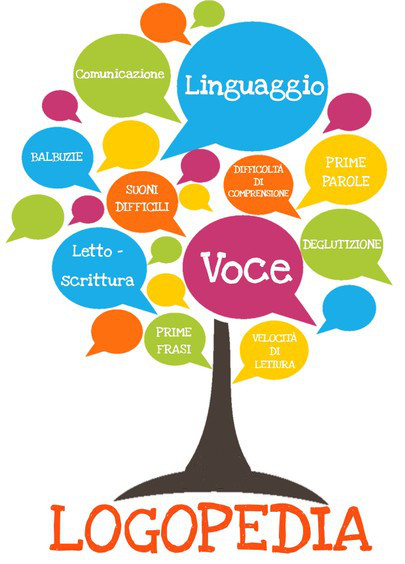 Comunicazione
Linguaggio
BALBUZIE
DIFFICOLTÀ
DI
COMPRENSIONE
PRIME
PAROLE
SUONI
DIFFICILI
Letto -
scrittura
Voce
DEGLUTIZIONE
PRIME
FRASI
VELOCITÀ
DI
LETTURA
LOGOPEDIA